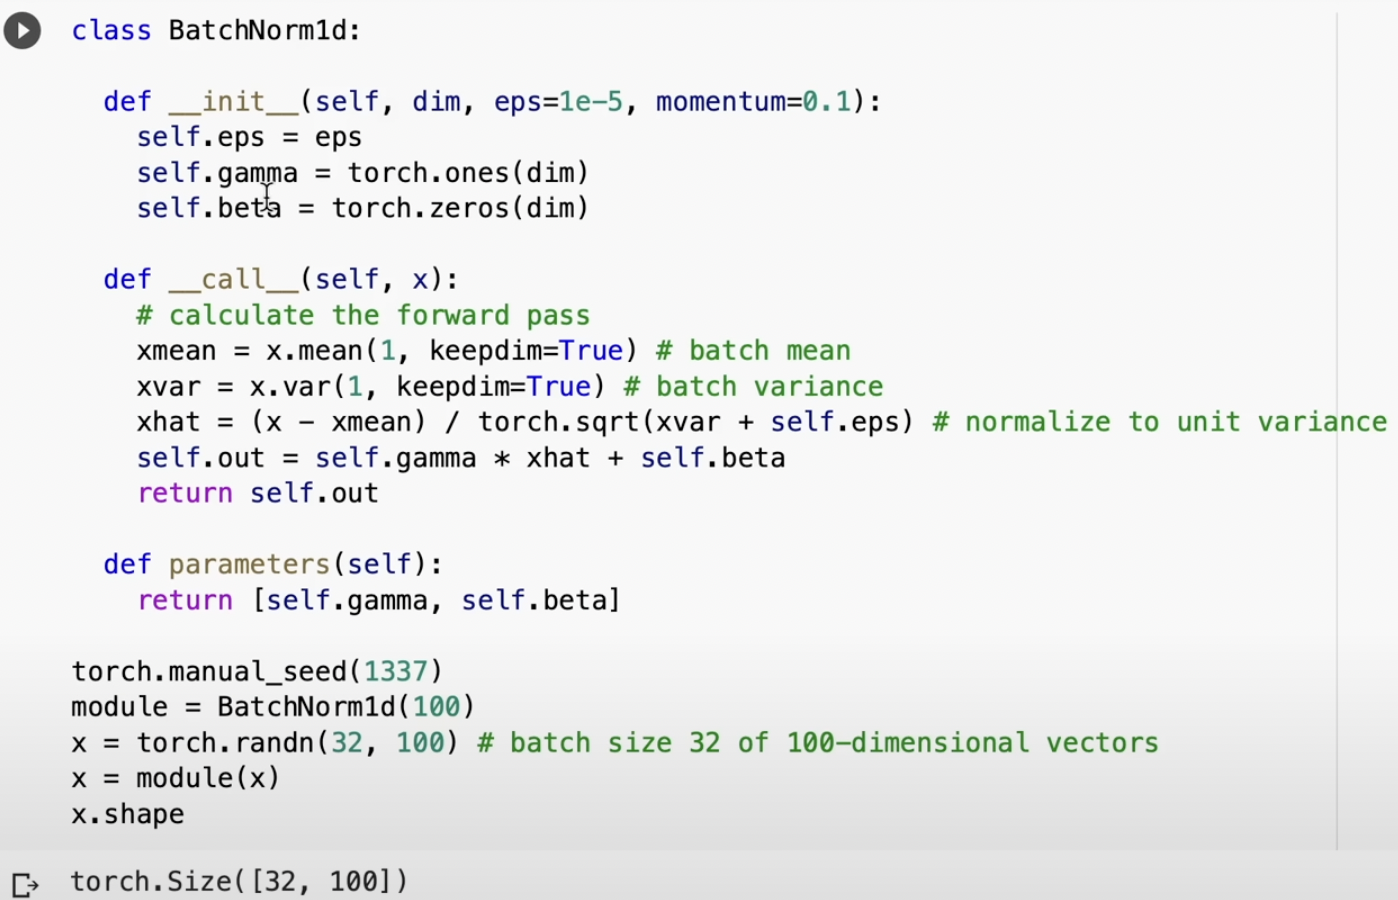 class BatchNorm1d:
def __init__(self, dim, eps=1e-5, momentum=0.1):
self.eps = eps
self.gamma = torch.ones(dim)
self.beta = torch.zeros(dim)
def __call__(self, x):
# calculate the forward pass
xmean = x.mean(1, keepdim=True) # batch mean
xvar = x.var(1, keepdim=True) # batch variance
xhat = (x - xmean) / torch.sqrt(xvar + self.eps) # normalize to unit variance
self.out = self.gamma * xhat + self.beta
return self.out
def parameters(self):
return [self.gamma, self.beta]
torch.manual_seed(1337)
module = BatchNorm1d(100)
x = torch.randn(32, 100) # batch size 32 of 100-dimensional vectors
x = module(x)
x.shape
torch.Size([32, 100])